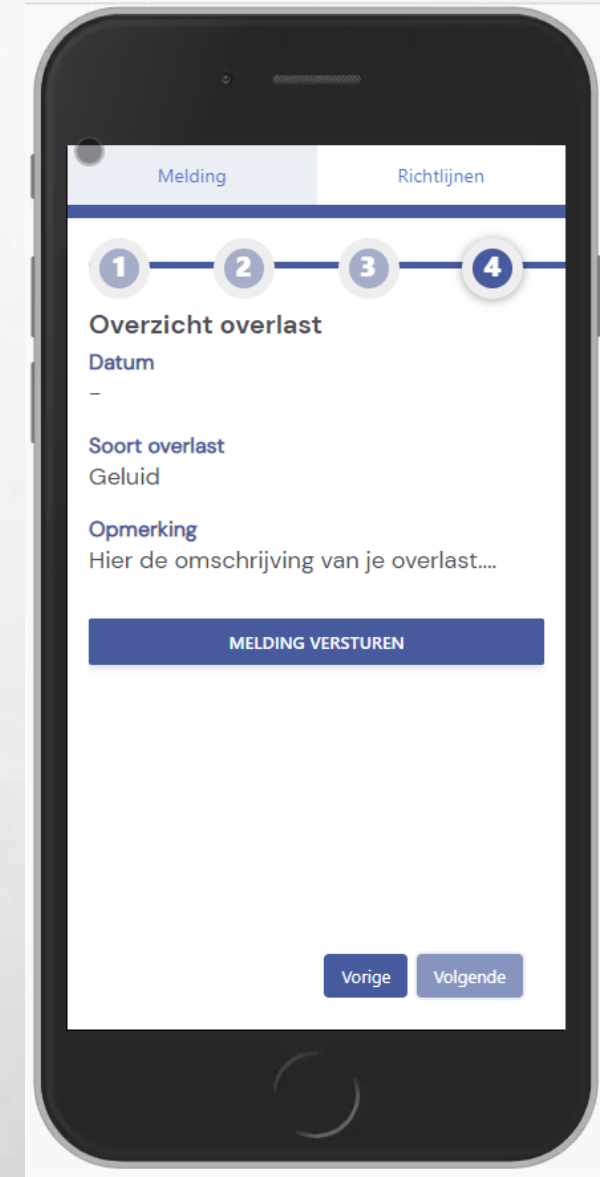 Melding Richtlijnen
1 2 3 4
Overzicht overlast
Datum
-
Soort overlast
Geluid
Opmerking
Hier de omschrijving van je overlast....
MELDING VERSTUREN
Vorige Volgende